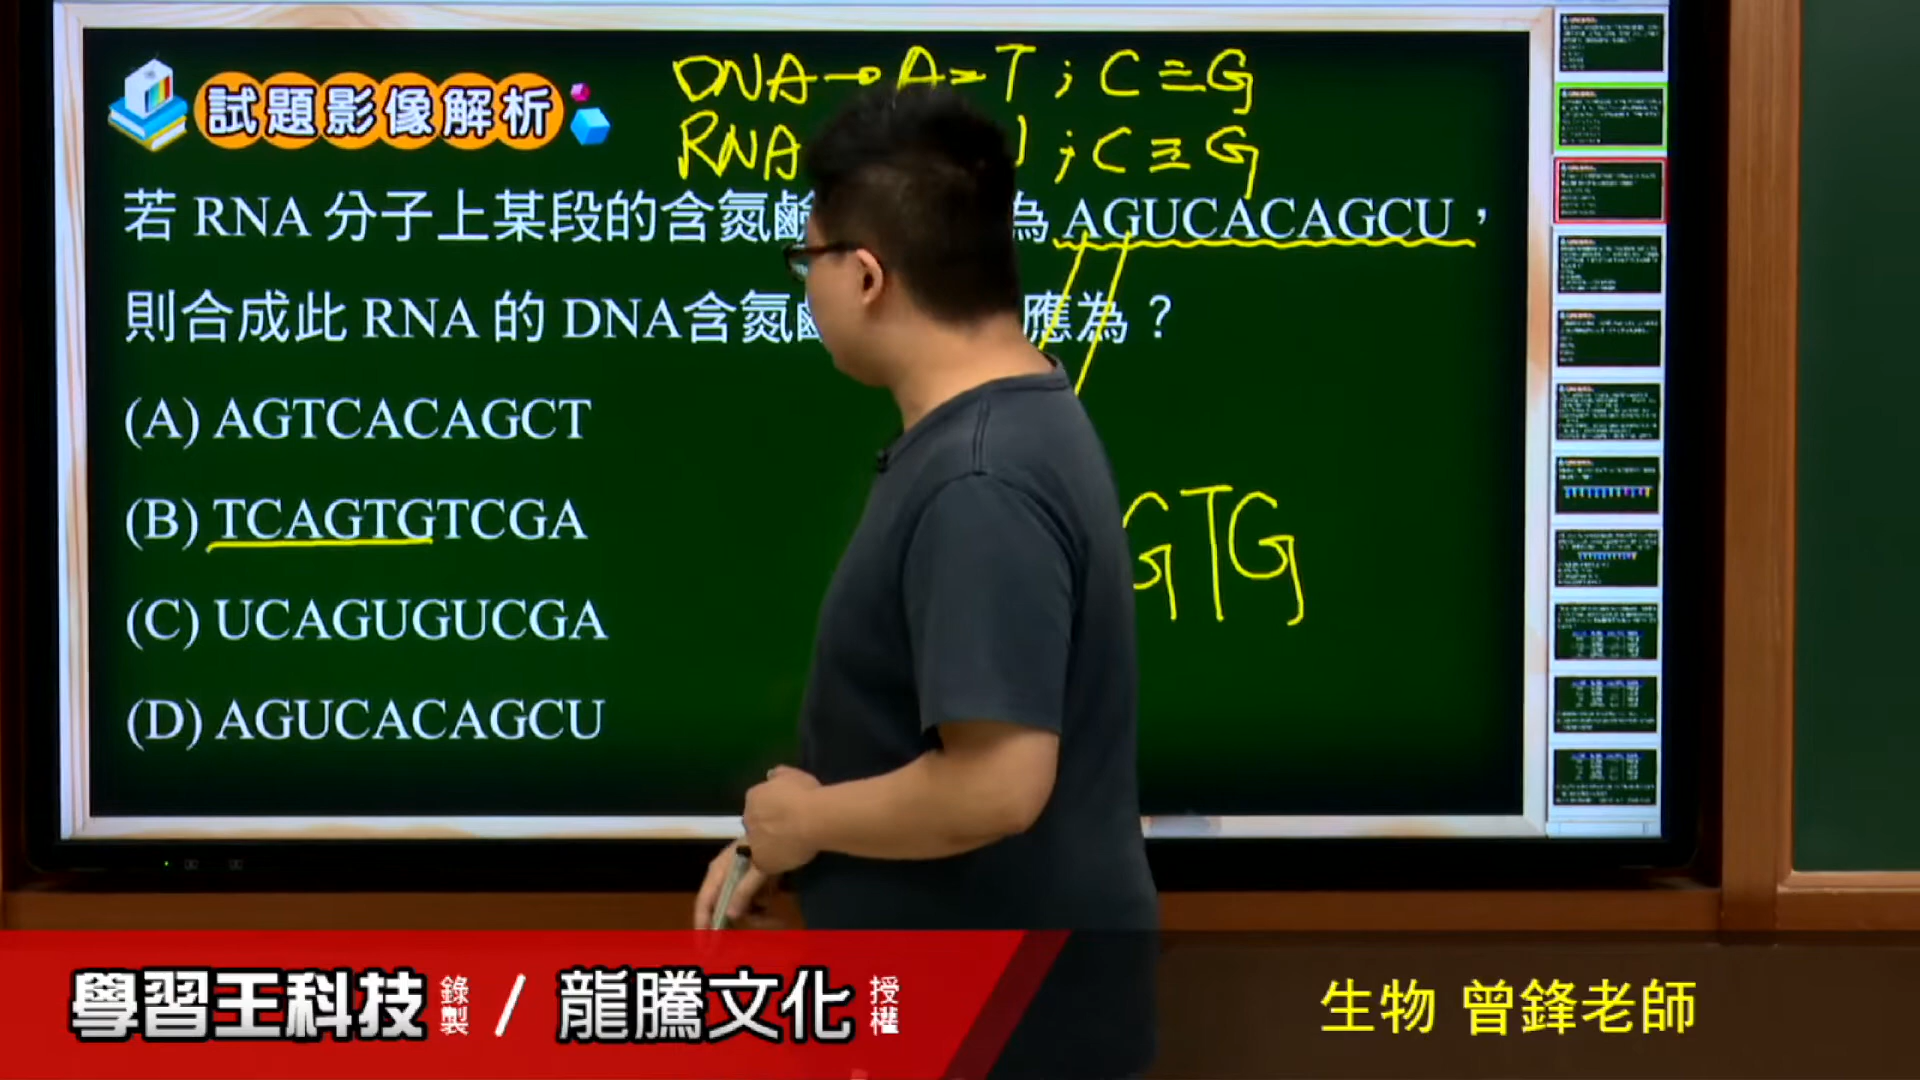 DNA→A=T；C≡G
RNA ；C≡G
試題影像解析
若 RNA 分子上某段的含氮鹼 為 AGUCACAGCU，
則合成此 RNA 的 DNA含氮鹼 應為？
(A) AGTCACAGCT
(B) TCAGTGTCGA
GTG
(C) UCAGUGUCGA
(D) AGUCACAGCU
學習王科技 錄製 / 龍騰文化 授權
生物 曾鋒老師